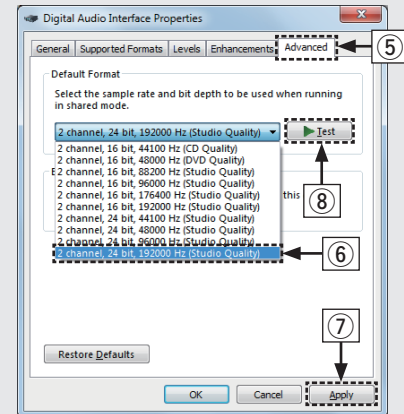 Digital Audio Interface Properties
General Supported Formats Levels Enhancements Advanced
⑤
Default Format
Select the sample rate and bit depth to be used when running
in shared mode.
2 channel, 24 bit, 192000 Hz (Studio Quality)
Test
2 channel, 16 bit, 44100 Hz (CD Quality)
2 channel, 16 bit, 48000 Hz (DVD Quality)
2 channel, 16 bit, 88200 Hz (Studio Quality)
2 channel, 16 bit, 96000 Hz (Studio Quality)
2 channel, 16 bit, 176400 Hz (Studio Quality)
this
2 channel, 16 bit, 192000 Hz (Studio Quality)
⑧
2 channel, 24 bit, 44100 Hz (Studio Quality)
2 channel, 24 bit, 48000 Hz (Studio Quality)
2 channel, 24 bit, 96000 Hz (Studio Quality)
2 channel, 24 bit, 192000 Hz (Studio Quality)
⑥
⑦
Restore Defaults
OK Cancel Apply